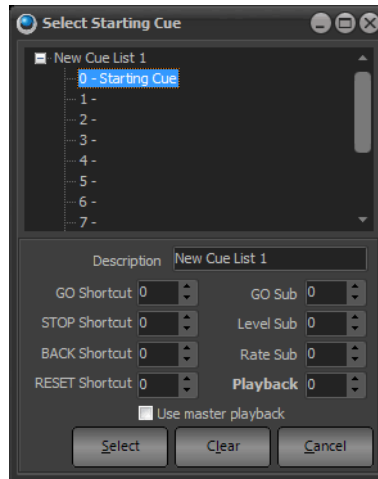 Select Starting Cue
New Cue List 1
0 - Starting Cue
1 -
2 -
3 -
4 -
5 -
6 -
7 -
Description New Cue List 1
GO Shortcut 0 GO Sub 0
STOP Shortcut 0 Level Sub 0
BACK Shortcut 0 Rate Sub 0
RESET Shortcut 0 Playback 0
Use master playback
Select Clear Cancel